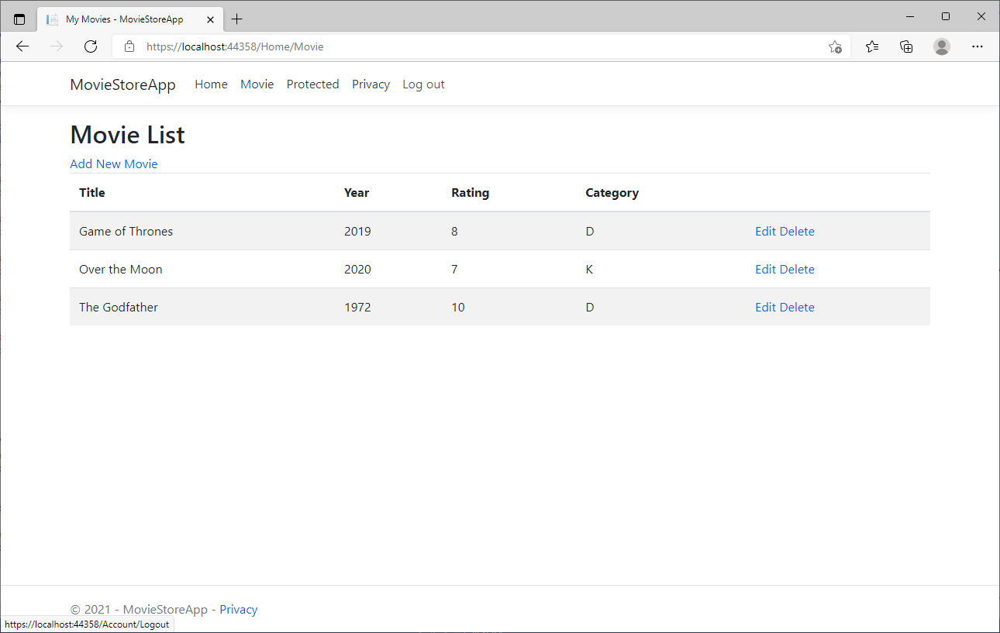 My Movies - MovieStoreApp
https://localhost:44358/Home/Movie
MovieStoreApp Home Movie Protected Privacy Log out
Movie List
Add New Movie
Title Year Rating Category
Game of Thrones 2019 8 D Edit Delete
Over the Moon 2020 7 K Edit Delete
The Godfather 1972 10 D Edit Delete
© 2021 - MovieStoreApp - Privacy
https://localhost:44358/Account/Logout